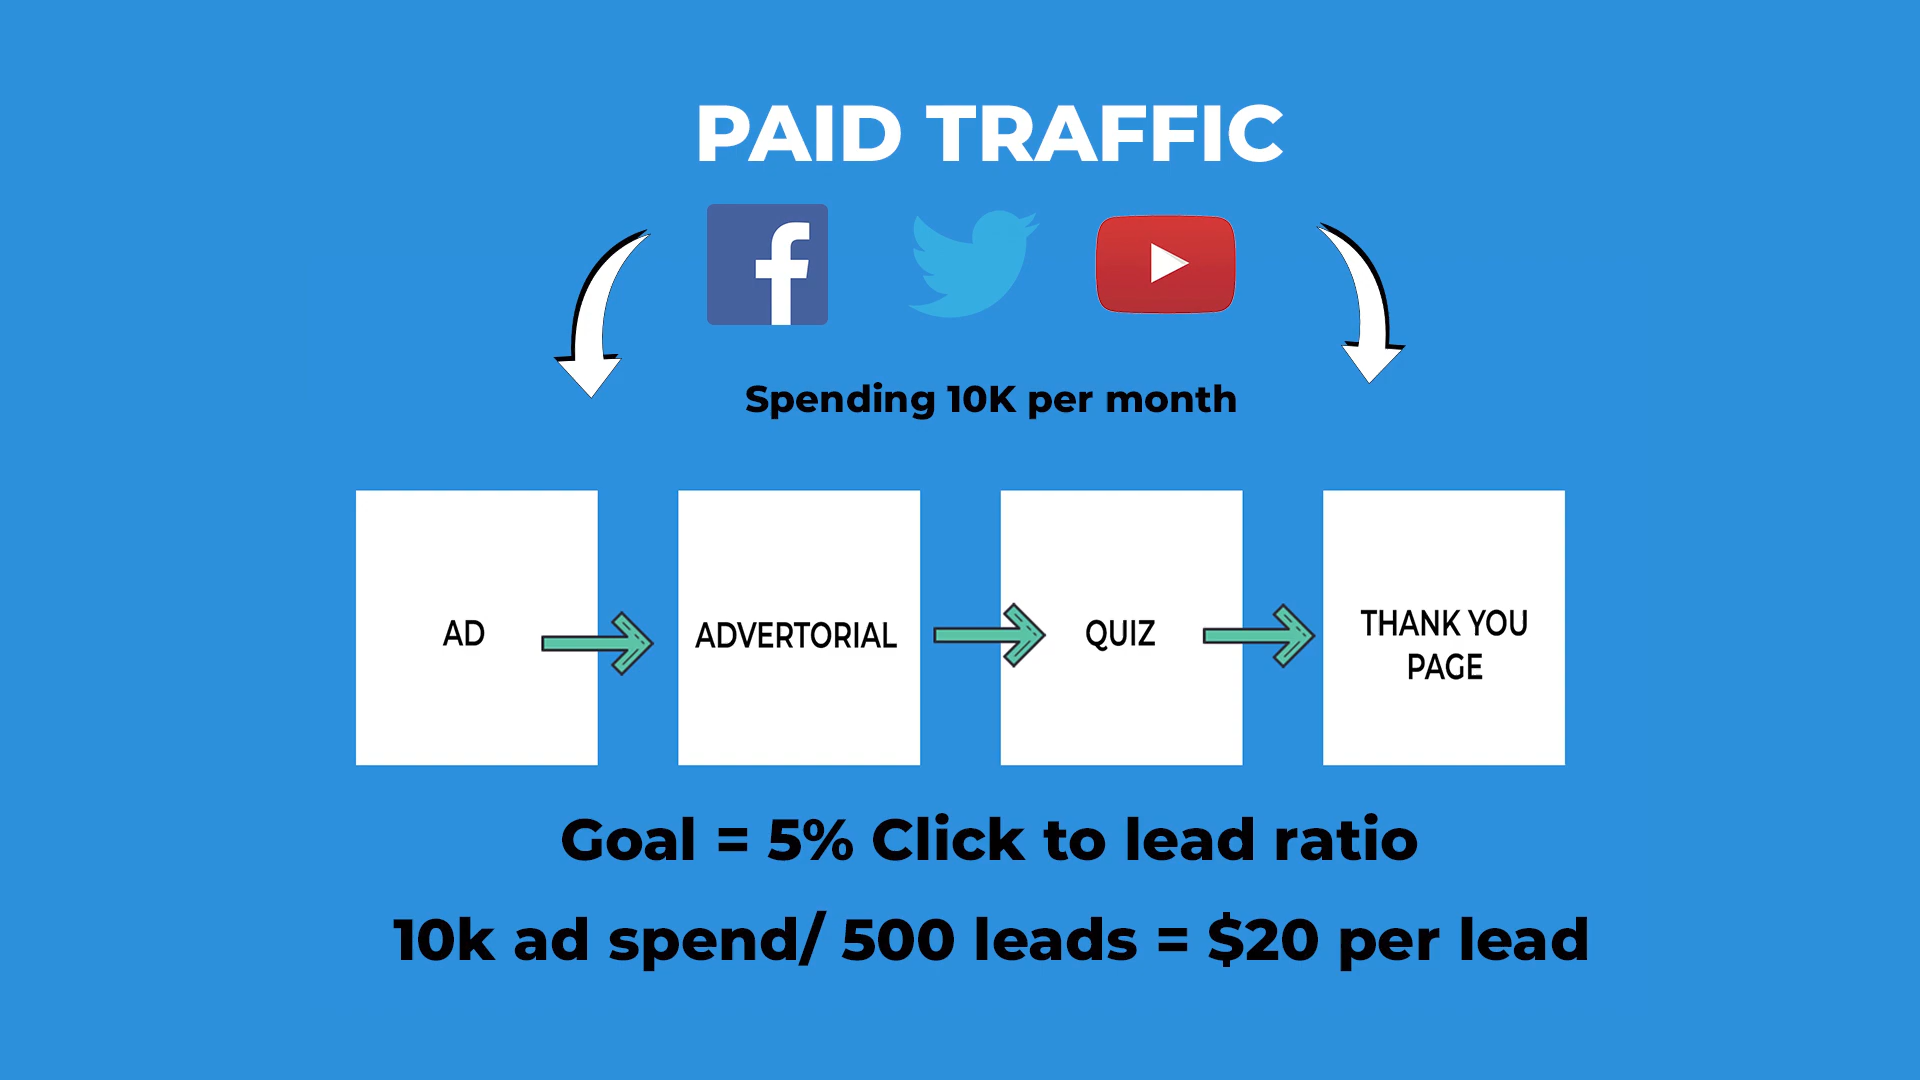 PAID TRAFFIC
Spending 10K per month
AD
ADVERTORIAL
QUIZ
THANK YOU
PAGE
Goal = 5% Click to lead ratio
10k ad spend/ 500 leads = $20 per lead